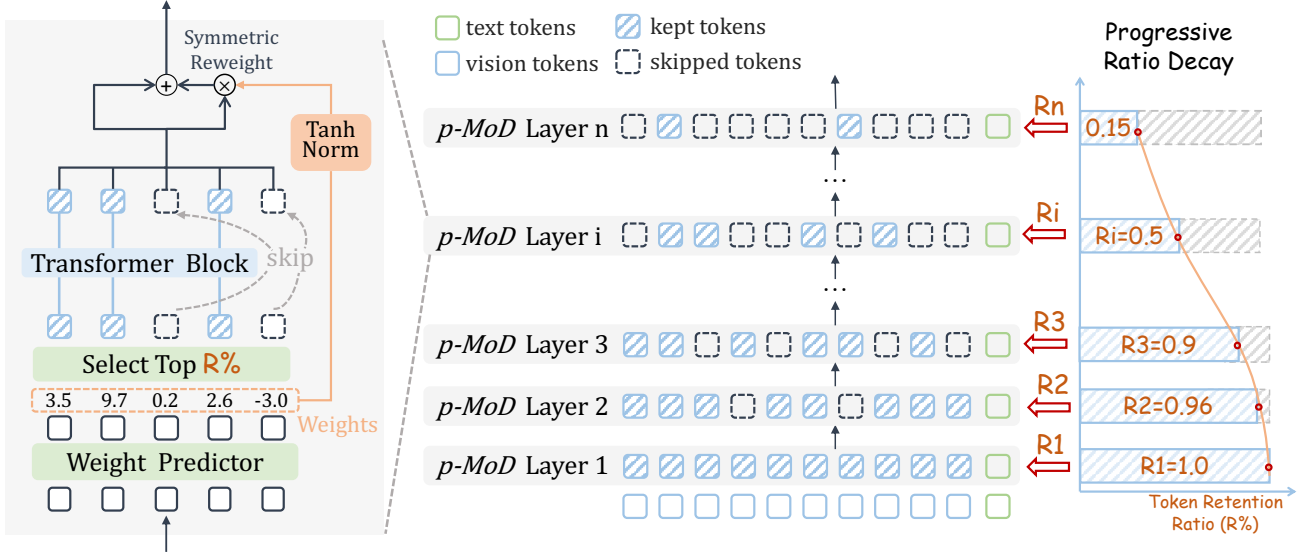 Symmetric
Reweight
+
×
Tanh
Norm
Transformer Block
skip
Select Top R%
3.5 9.7 0.2 2.6 -3.0
Weights
Weight Predictor
text tokens
kept tokens
vision tokens
skipped tokens
p-MoD Layer n
...
p-MoD Layer i
...
p-MoD Layer 3
p-MoD Layer 2
p-MoD Layer 1
Rn
Ri
R3
R2
R1
Progressive
Ratio Decay
0.15
Ri=0.5
R3=0.9
R2=0.96
R1=1.0
Token Retention
Ratio (R%)